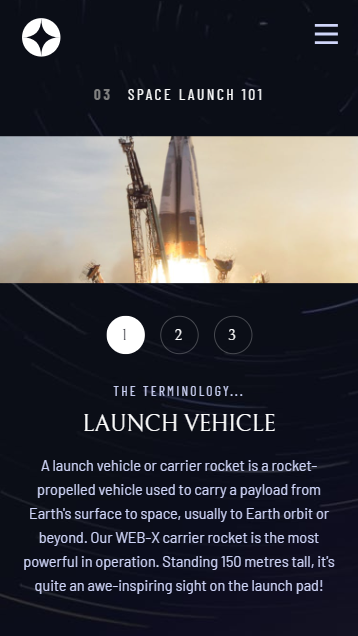 03 SPACE LAUNCH 101
1 2 3
THE TERMINOLOGY...
LAUNCH VEHICLE
A launch vehicle or carrier rocket is a rocket-
propelled vehicle used to carry a payload from
Earth's surface to space, usually to Earth orbit or
beyond. Our WEB-X carrier rocket is the most
powerful in operation. Standing 150 metres tall, it's
quite an awe-inspiring sight on the launch pad!